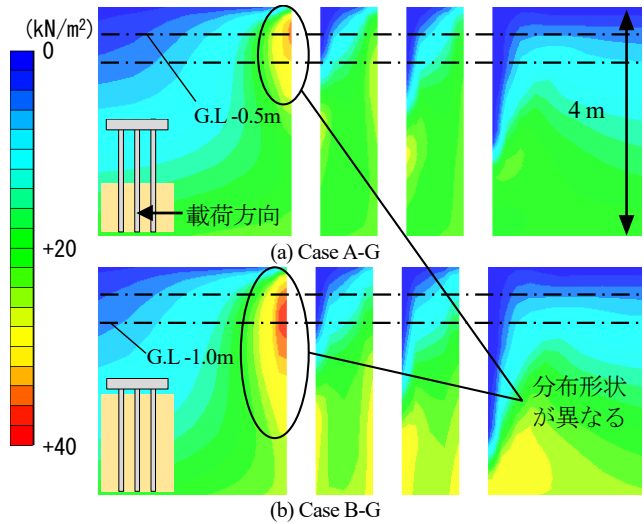 (kN/m²)
0
+20
+40
G.L -0.5m
4 m
載荷方向
(a) Case A-G
G.L -1.0m
分布形状
が異なる
(b) Case B-G